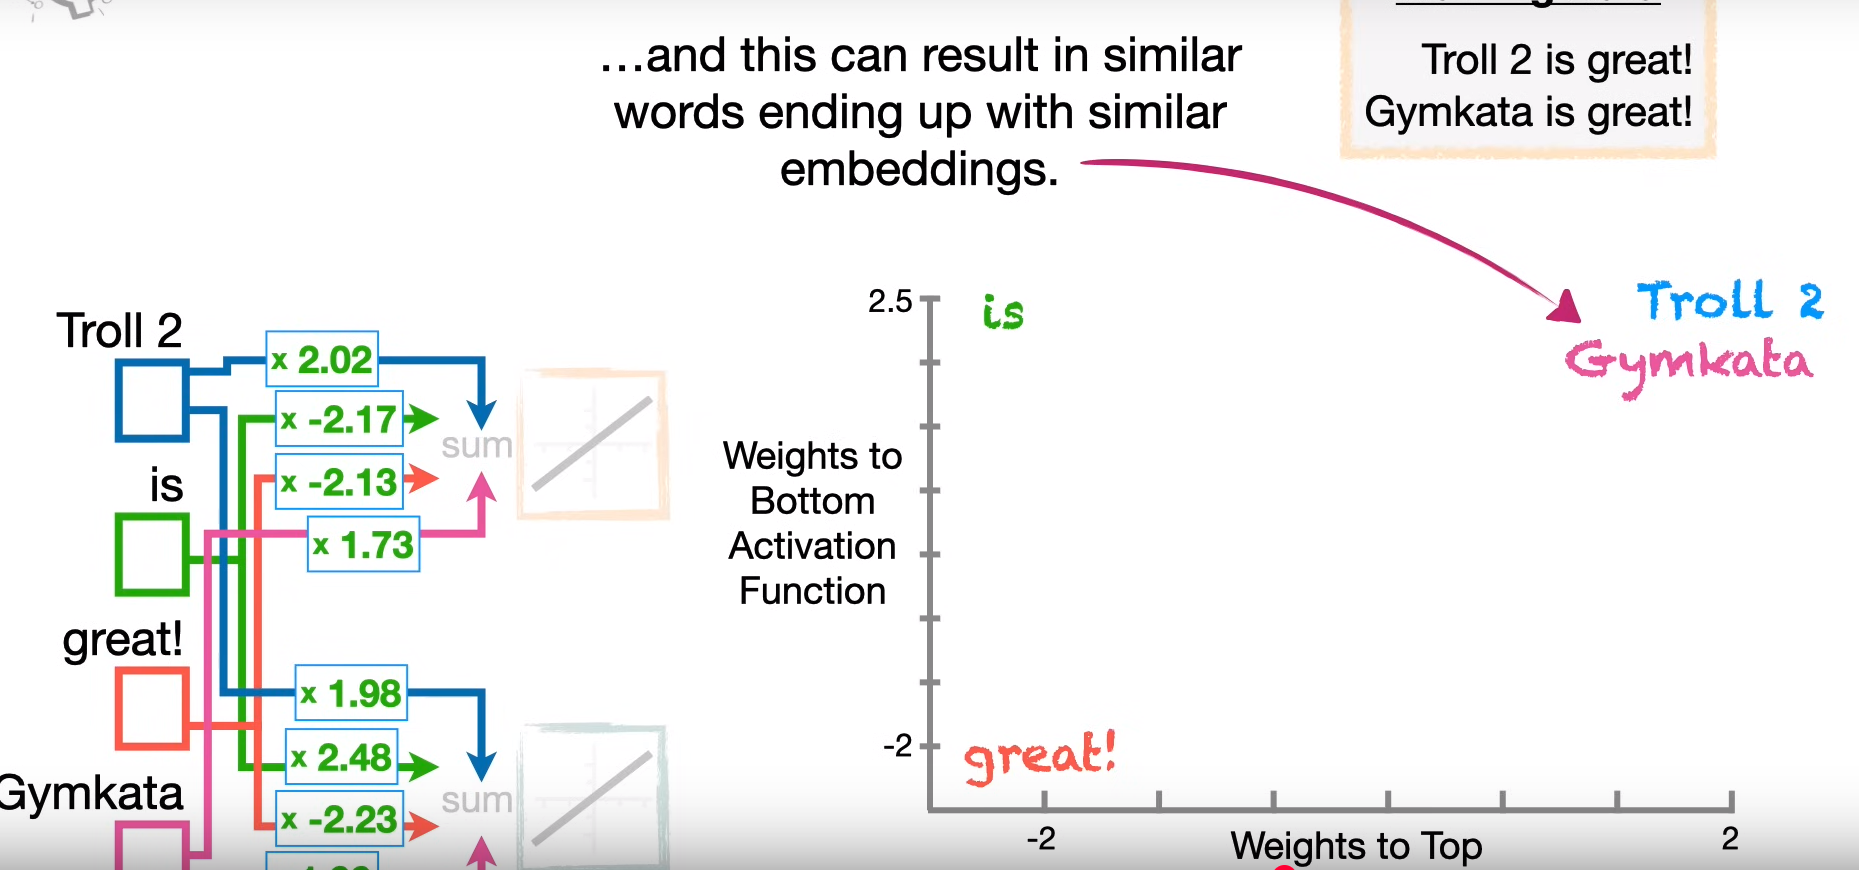 ...and this can result in similar
words ending up with similar
embeddings.
Troll 2 is great!
Gymkata is great!
Troll 2
x 2.02
x -2.17
sum
is
x -2.13
x 1.73
great!
x 1.98
x 2.48
Gymkata
sum
x -2.23
2.5
is
Troll 2
Gymkata
Weights to
Bottom
Activation
Function
-2
great!
-2
Weights to Top
2